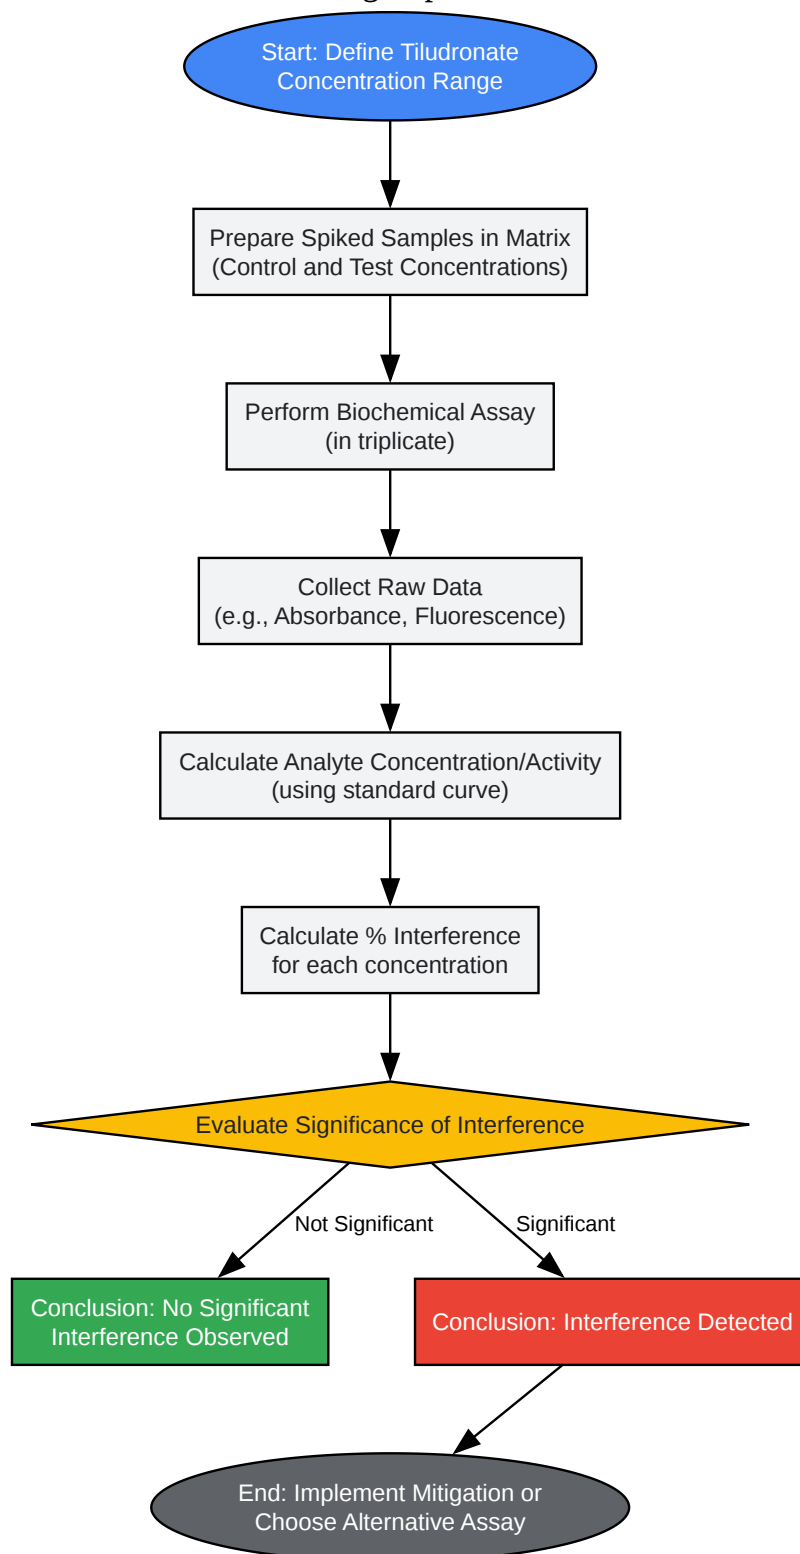 Start: Define Tiludronate
Concentration Range
Prepare Spiked Samples in Matrix
(Control and Test Concentrations)
Perform Biochemical Assay
(in triplicate)
Collect Raw Data
(e.g., Absorbance, Fluorescence)
Calculate Analyte Concentration/Activity
(using standard curve)
Calculate % Interference
for each concentration
Evaluate Significance of Interference
Not Significant
Significant
Conclusion: No Significant
Interference Observed
Conclusion: Interference Detected
End: Implement Mitigation or
Choose Alternative Assay